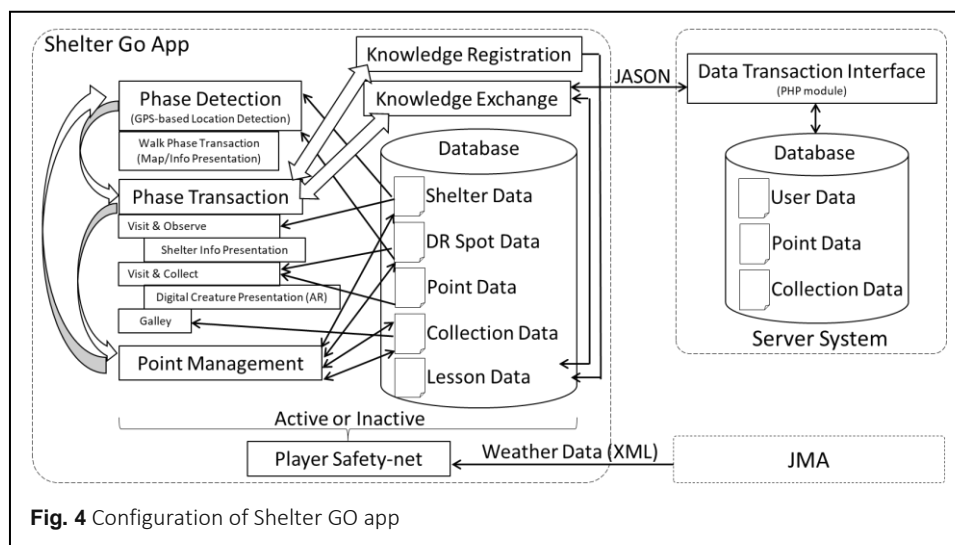 Shelter Go App
Knowledge Registration
Knowledge Exchange
Phase Detection
(GPS-based Location Detection)
Walk Phase Transaction
(Map/Info Presentation)
Phase Transaction
Visit & Observe
Shelter Info Presentation
Visit & Collect
Digital Creature Presentation (AR)
Galley
Point Management
Database
Shelter Data
DR Spot Data
Point Data
Collection Data
Lesson Data
Active or Inactive
Player Safety-net
JASON
Data Transaction Interface
(PHP module)
Database
User Data
Point Data
Collection Data
Server System
Weather Data (XML)
JMA
Fig. 4 Configuration of Shelter GO app